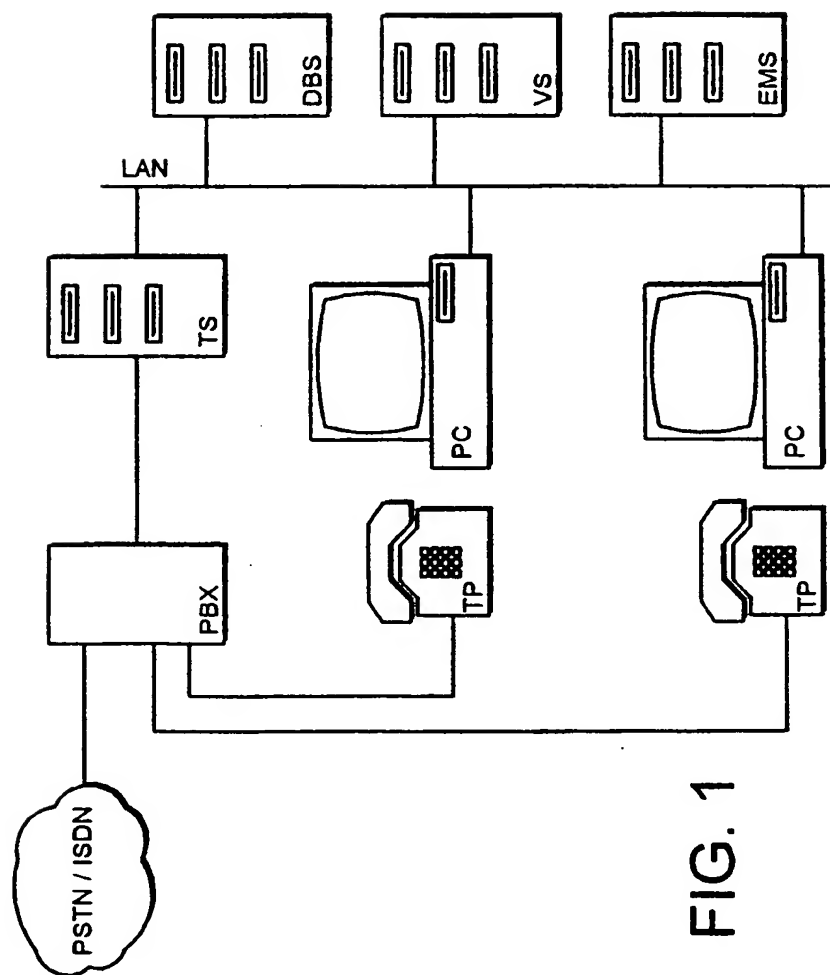 PSTN / ISDN
PBX
TS
LAN
DBS
VS
EMS
TP
PC
TP
PC
FIG. 1